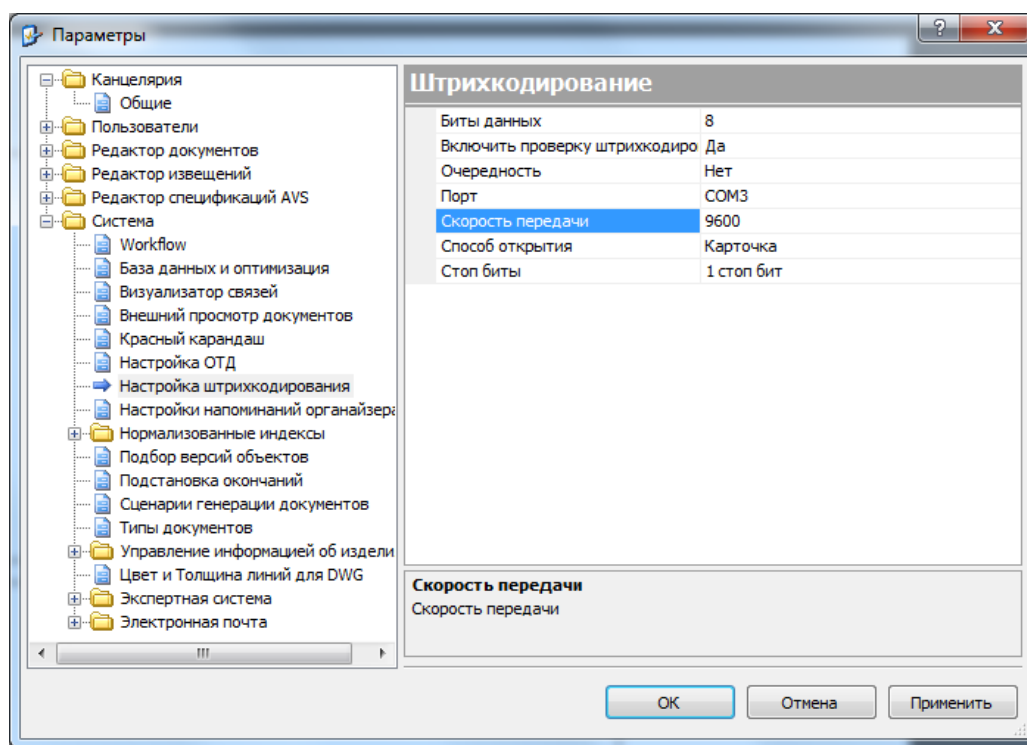 Параметры
Канцелярия
Общие
Пользователи
Редактор документов
Редактор извещений
Редактор спецификаций AVS
Система
Workflow
База данных и оптимизация
Визуализатор связей
Внешний просмотр документов
Красный карандаш
Настройка ОТД
Настройка штрихкодирования
Настройки напоминаний органайзера
Нормализованные индексы
Подбор версий объектов
Подстановка окончаний
Сценарии генерации документов
Типы документов
Управление информацией об издели
Цвет и Толщина линий для DWG
Экспертная система
Электронная почта
Штрихкодирование
Биты данных 8
Включить проверку штрихкодиро Да
Очередность Нет
Порт COM3
Скорость передачи 9600
Способ открытия Карточка
Стоп биты 1 стоп бит
Скорость передачи
Скорость передачи
ОК Отмена Применить